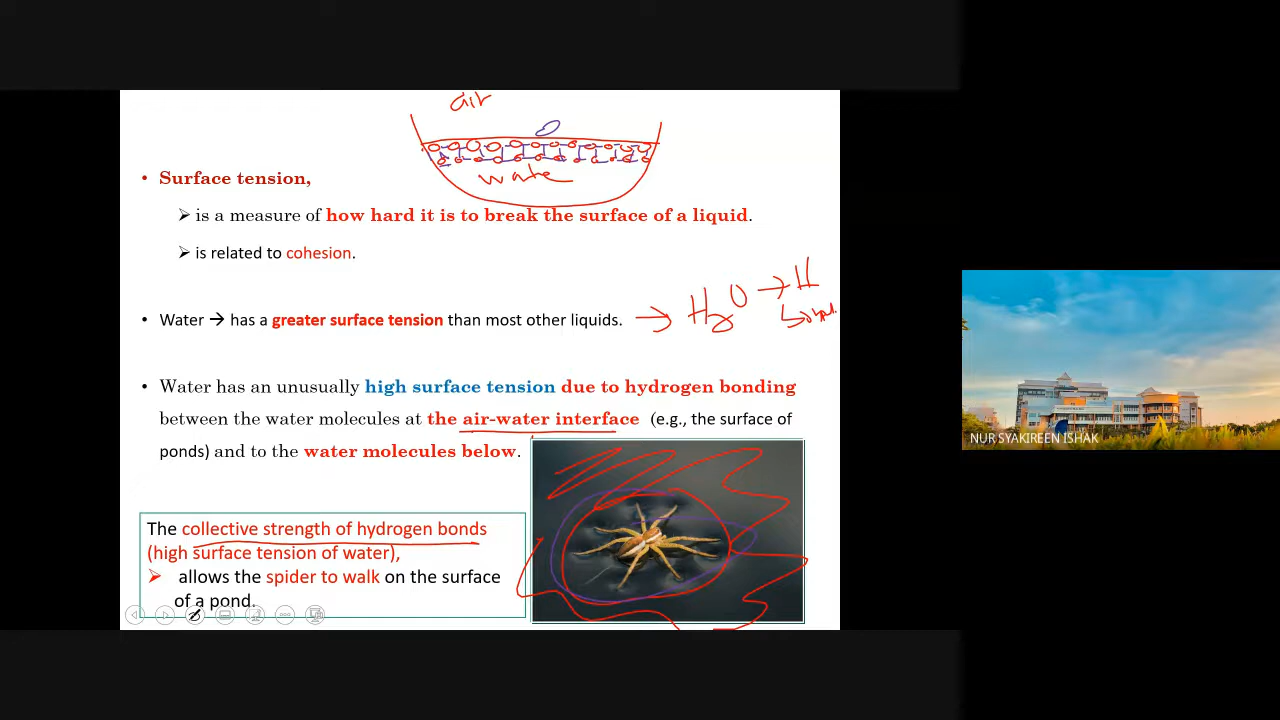 air
water
• Surface tension,
➢ is a measure of how hard it is to break the surface of a liquid.
➢ is related to cohesion.
• Water → has a greater surface tension than most other liquids. → H2O → H
bond.
• Water has an unusually high surface tension due to hydrogen bonding
between the water molecules at the air-water interface (e.g., the surface of
ponds) and to the water molecules below.
The collective strength of hydrogen bonds
(high surface tension of water),
➢ allows the spider to walk on the surface
of a pond.
NUR SYAKIREEN ISHAK